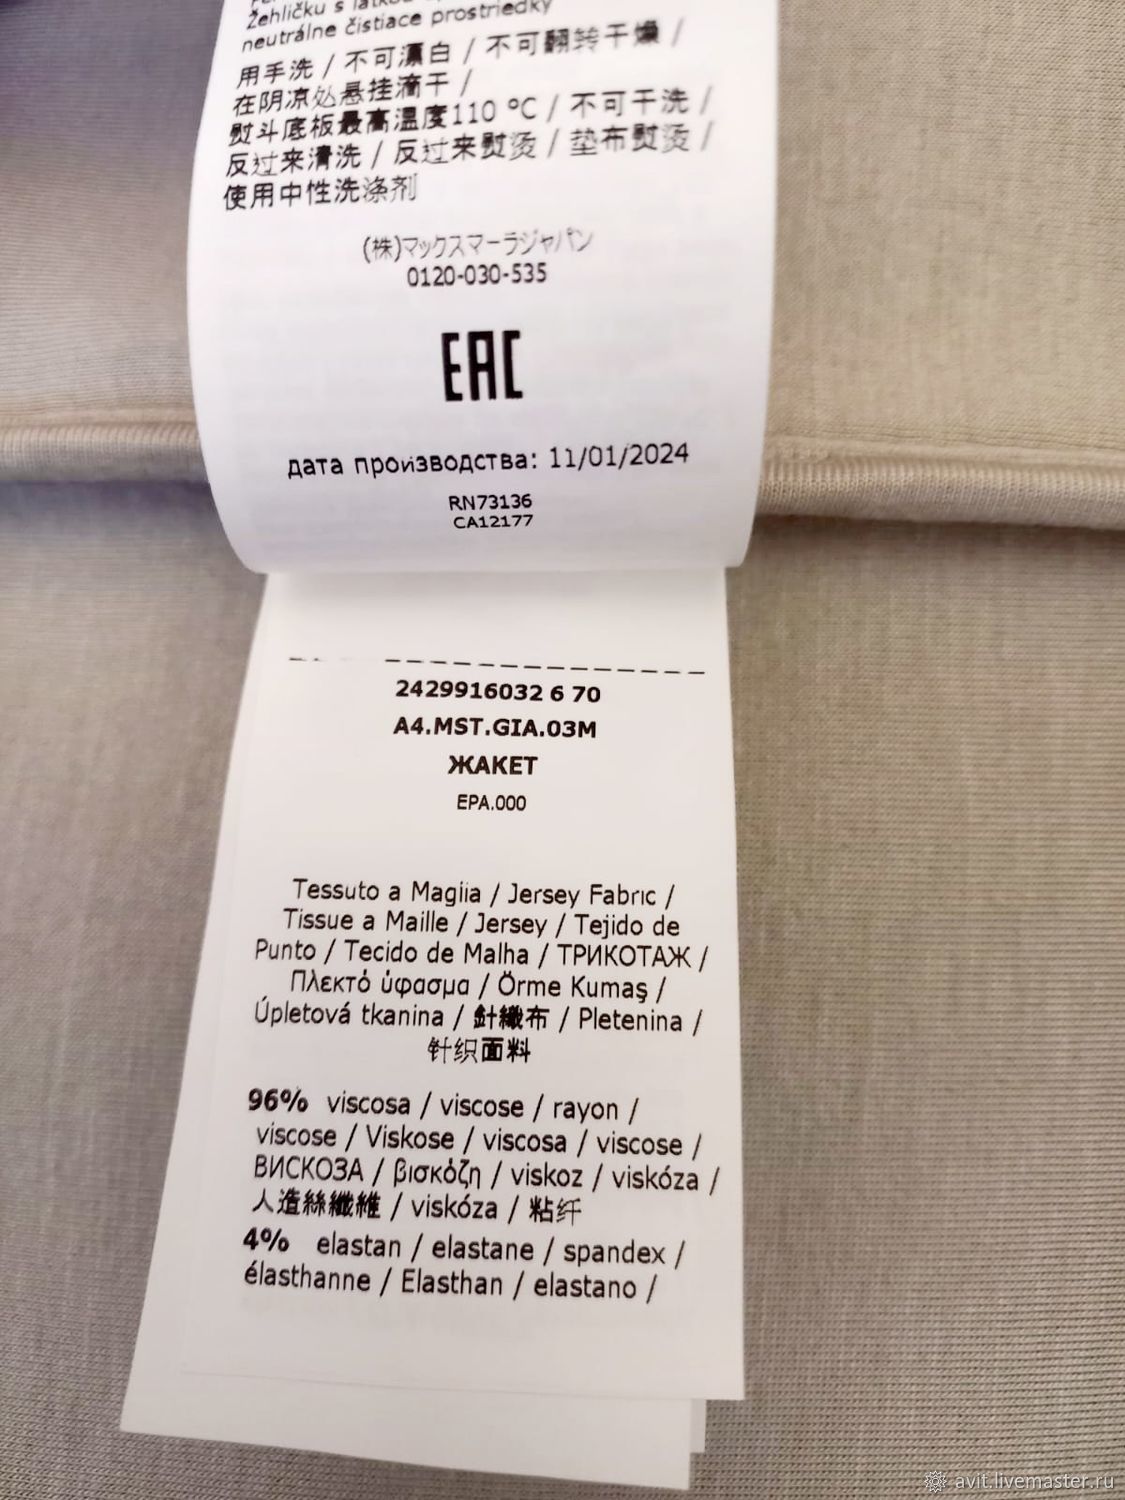 Žehličku s látkou
neutrálne čistiace prostriedky
用手洗 / 不可漂白 / 不可翻转干燥 /
在阴凉处悬挂滴干 /
熨斗底板最高温度110 °C / 不可干洗 /
反过来清洗 / 反过来熨烫 / 垫布熨烫 /
使用中性洗涤剂
(株)マックスマーラジャパン
0120-030-535
EAC
дата производства: 11/01/2024
RN73136
CA12177
2429916032 6 70
A4.MST.GIA.03M
ЖАКЕТ
EPA.000
Tessuto a Maglia / Jersey Fabric /
Tissue a Maille / Jersey / Tejido de
Punto / Tecido de Malha / ТРИКОТАЖ /
Πλεκτό ύφασμα / Örme Kumaş /
Úpletová tkanina / 針織布 / Pletenina /
针织面料
96% viscosa / viscose / rayon /
viscose / Viskose / viscosa / viscose /
ВИСКОЗА / βισκόζη / viskoz / viskóza /
人造絲纖維 / viskóza / 粘纤
4% elastan / elastane / spandex /
élasthanne / Elasthan / elastano /
avit.livemaster.ru